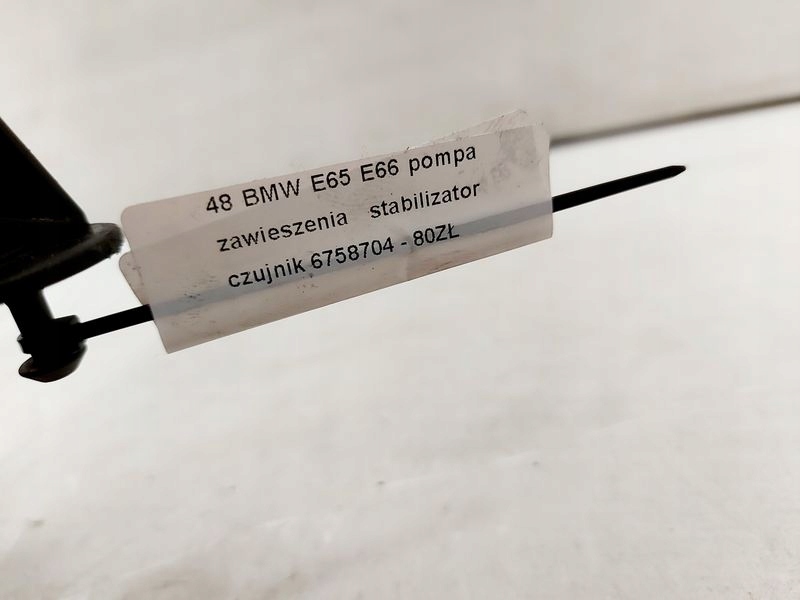 48 BMW E65 E66 pompa
zawieszenia stabilizator
czujnik 6758704 - 80ZŁ